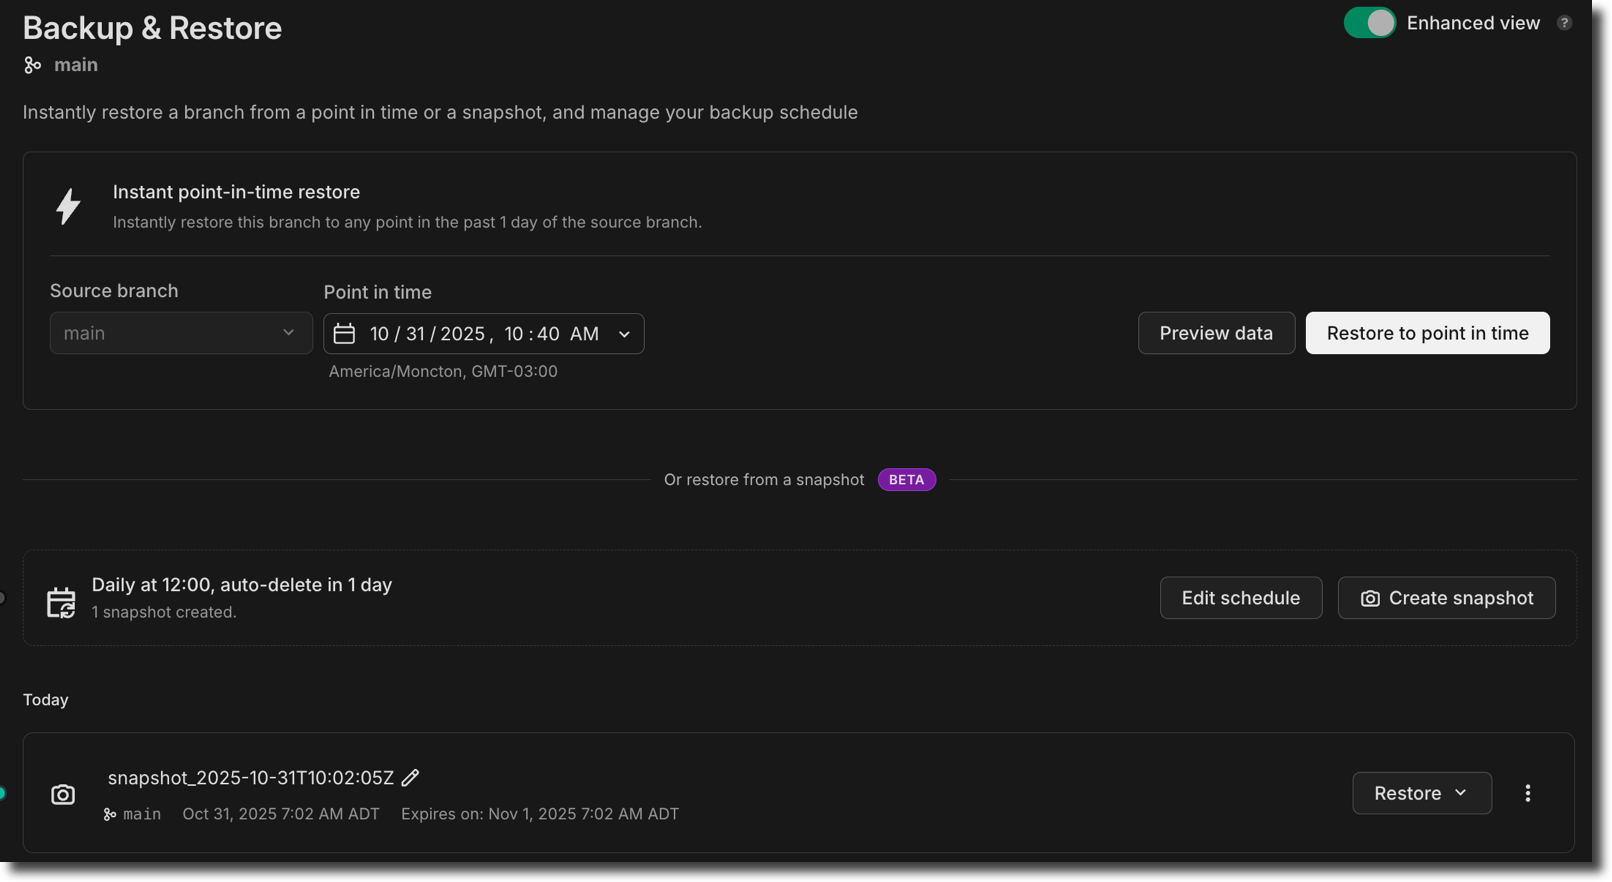 Backup & Restore
Enhanced view ?
main
Instantly restore a branch from a point in time or a snapshot, and manage your backup schedule
Instant point-in-time restore
Instantly restore this branch to any point in the past 1 day of the source branch.
Source branch
Point in time
main
10 / 31 / 2025 , 10 : 40 AM
Preview data
Restore to point in time
America/Moncton, GMT-03:00
Or restore from a snapshot BETA
Daily at 12:00, auto-delete in 1 day
1 snapshot created.
Edit schedule
Create snapshot
Today
snapshot_2025-10-31T10:02:05Z
main Oct 31, 2025 7:02 AM ADT Expires on: Nov 1, 2025 7:02 AM ADT
Restore